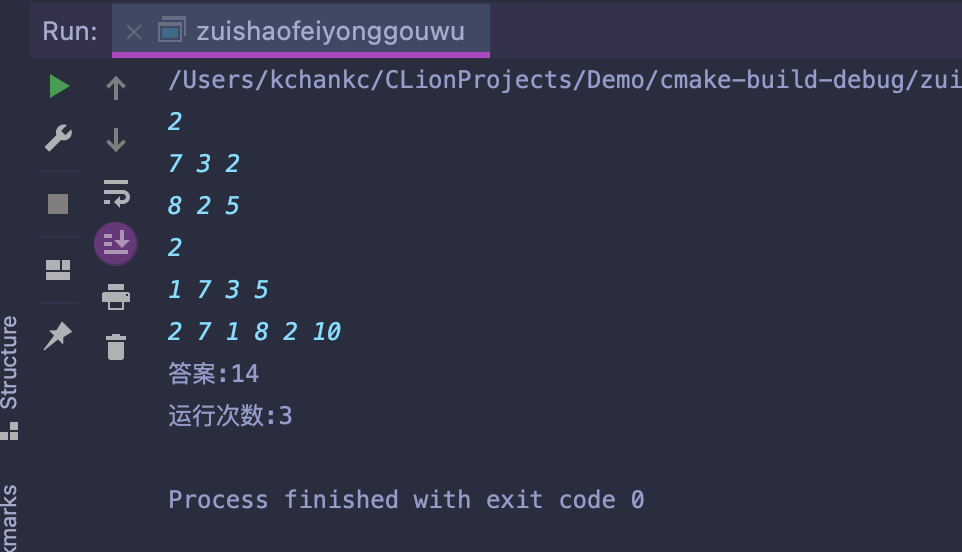 Run: zuishaofeiyonggouwu
/Users/kchankc/CLionProjects/Demo/cmake-build-debug/zui
2
7 3 2
8 2 5
2
1 7 3 5
2 7 1 8 2 10
答案:14
运行次数:3
Process finished with exit code 0
Structure
kmarks